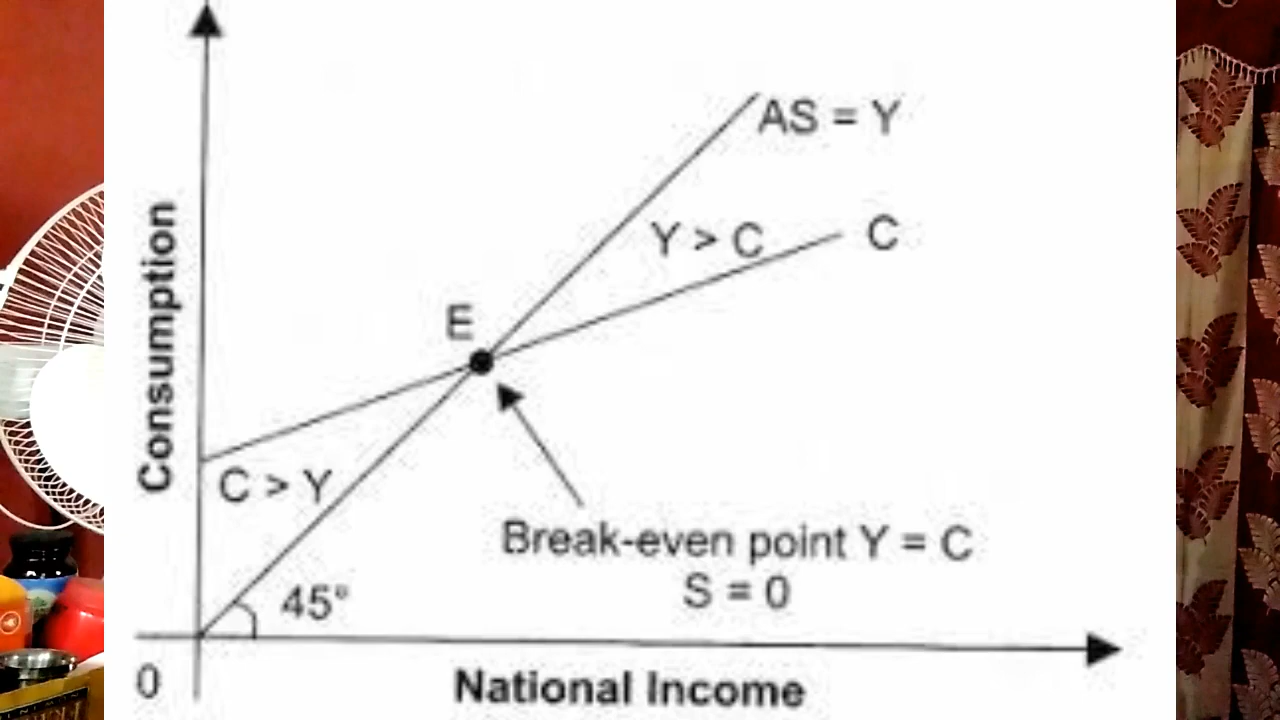 AS = Y
Y > C
C
E
Consumption
C > Y
Break-even point Y = C
S = 0
45°
0
National Income